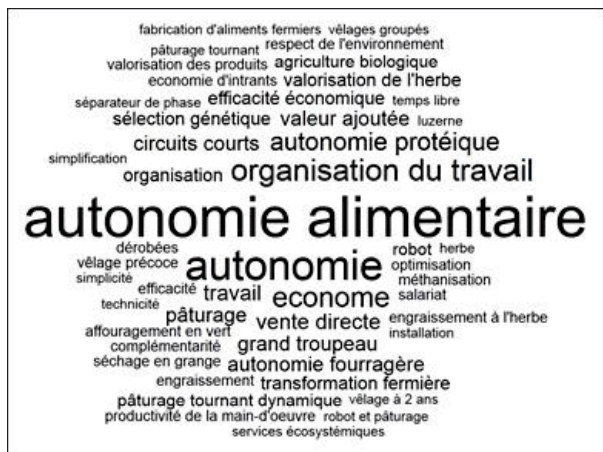 fabrication d'aliments fermiers vêlages groupés
pâturage tournant respect de l'environnement
valorisation des produits agriculture biologique
economie d'intrants valorisation de l'herbe
séparateur de phase efficacité économique temps libre
sélection génétique valeur ajoutée luzerne
circuits courts autonomie protéique
simplification
organisation organisation du travail
autonomie alimentaire
dérobées autonomie robot herbe
vêlage précoce optimisation
simplicité méthanisation
efficacité travail econome salariat
technicité
pâturage vente directe engraissement à l'herbe
affouragement en vert installation
complémentarité grand troupeau
séchage en grange autonomie fourragère
engraissement transformation fermière
pâturage tournant dynamique vêlage à 2 ans
productivité de la main-d'oeuvre robot et pâturage
services écosystémiques